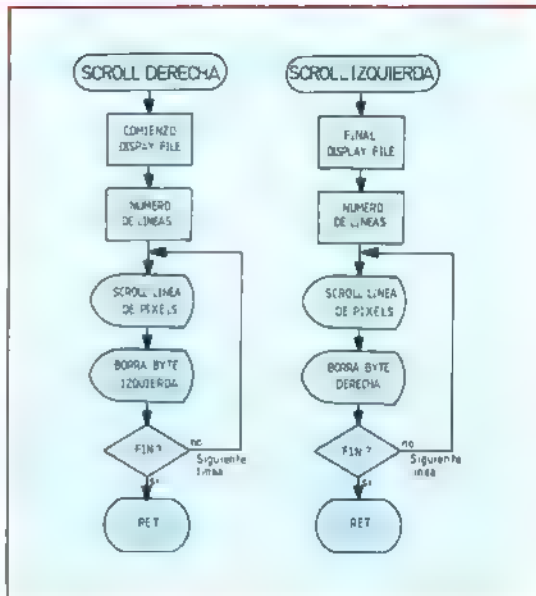 SCROLL DERECHA
COMIENZO
DISPAY FILE
NUMERO
DE LINEAS
SCROLL LINEA
DE PIXELS
BORRA BYTE
IZQUIERDA
FIN?
no
Siguiente
linea
si
RET
SCROLL IZQUIERDA
FINAL
DISPLAY FILE
NUMERO
DE LINEAS
SCROLL LINEA
DE PIXELS
BORRA BYTE
DERECHA
FIN?
no
Siguiente
linea
si
RET